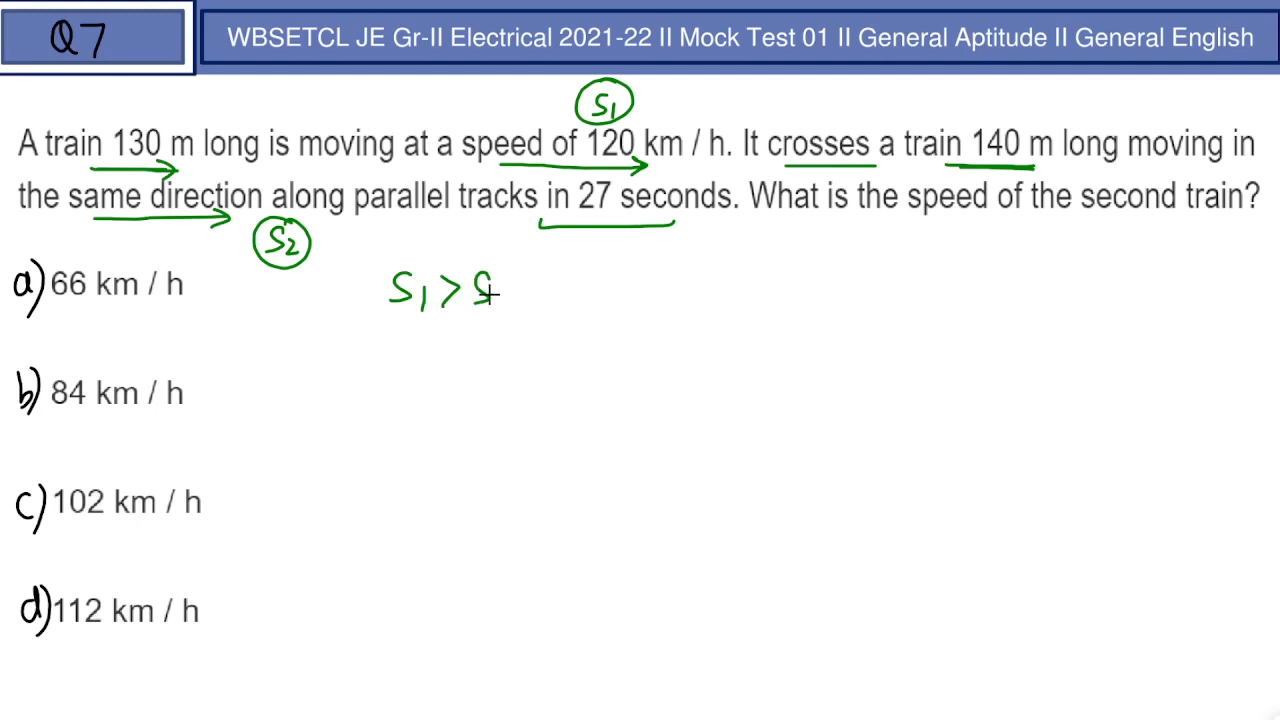 Q7
WBSETCL JE Gr-II Electrical 2021-22 II Mock Test 01 II General Aptitude II General English
S1
A train 130 m long is moving at a speed of 120 km / h. It crosses a train 140 m long moving in
the same direction along parallel tracks in 27 seconds. What is the speed of the second train?
S2
a) 66 km / h
S1 > S
b) 84 km / h
c) 102 km / h
d) 112 km / h